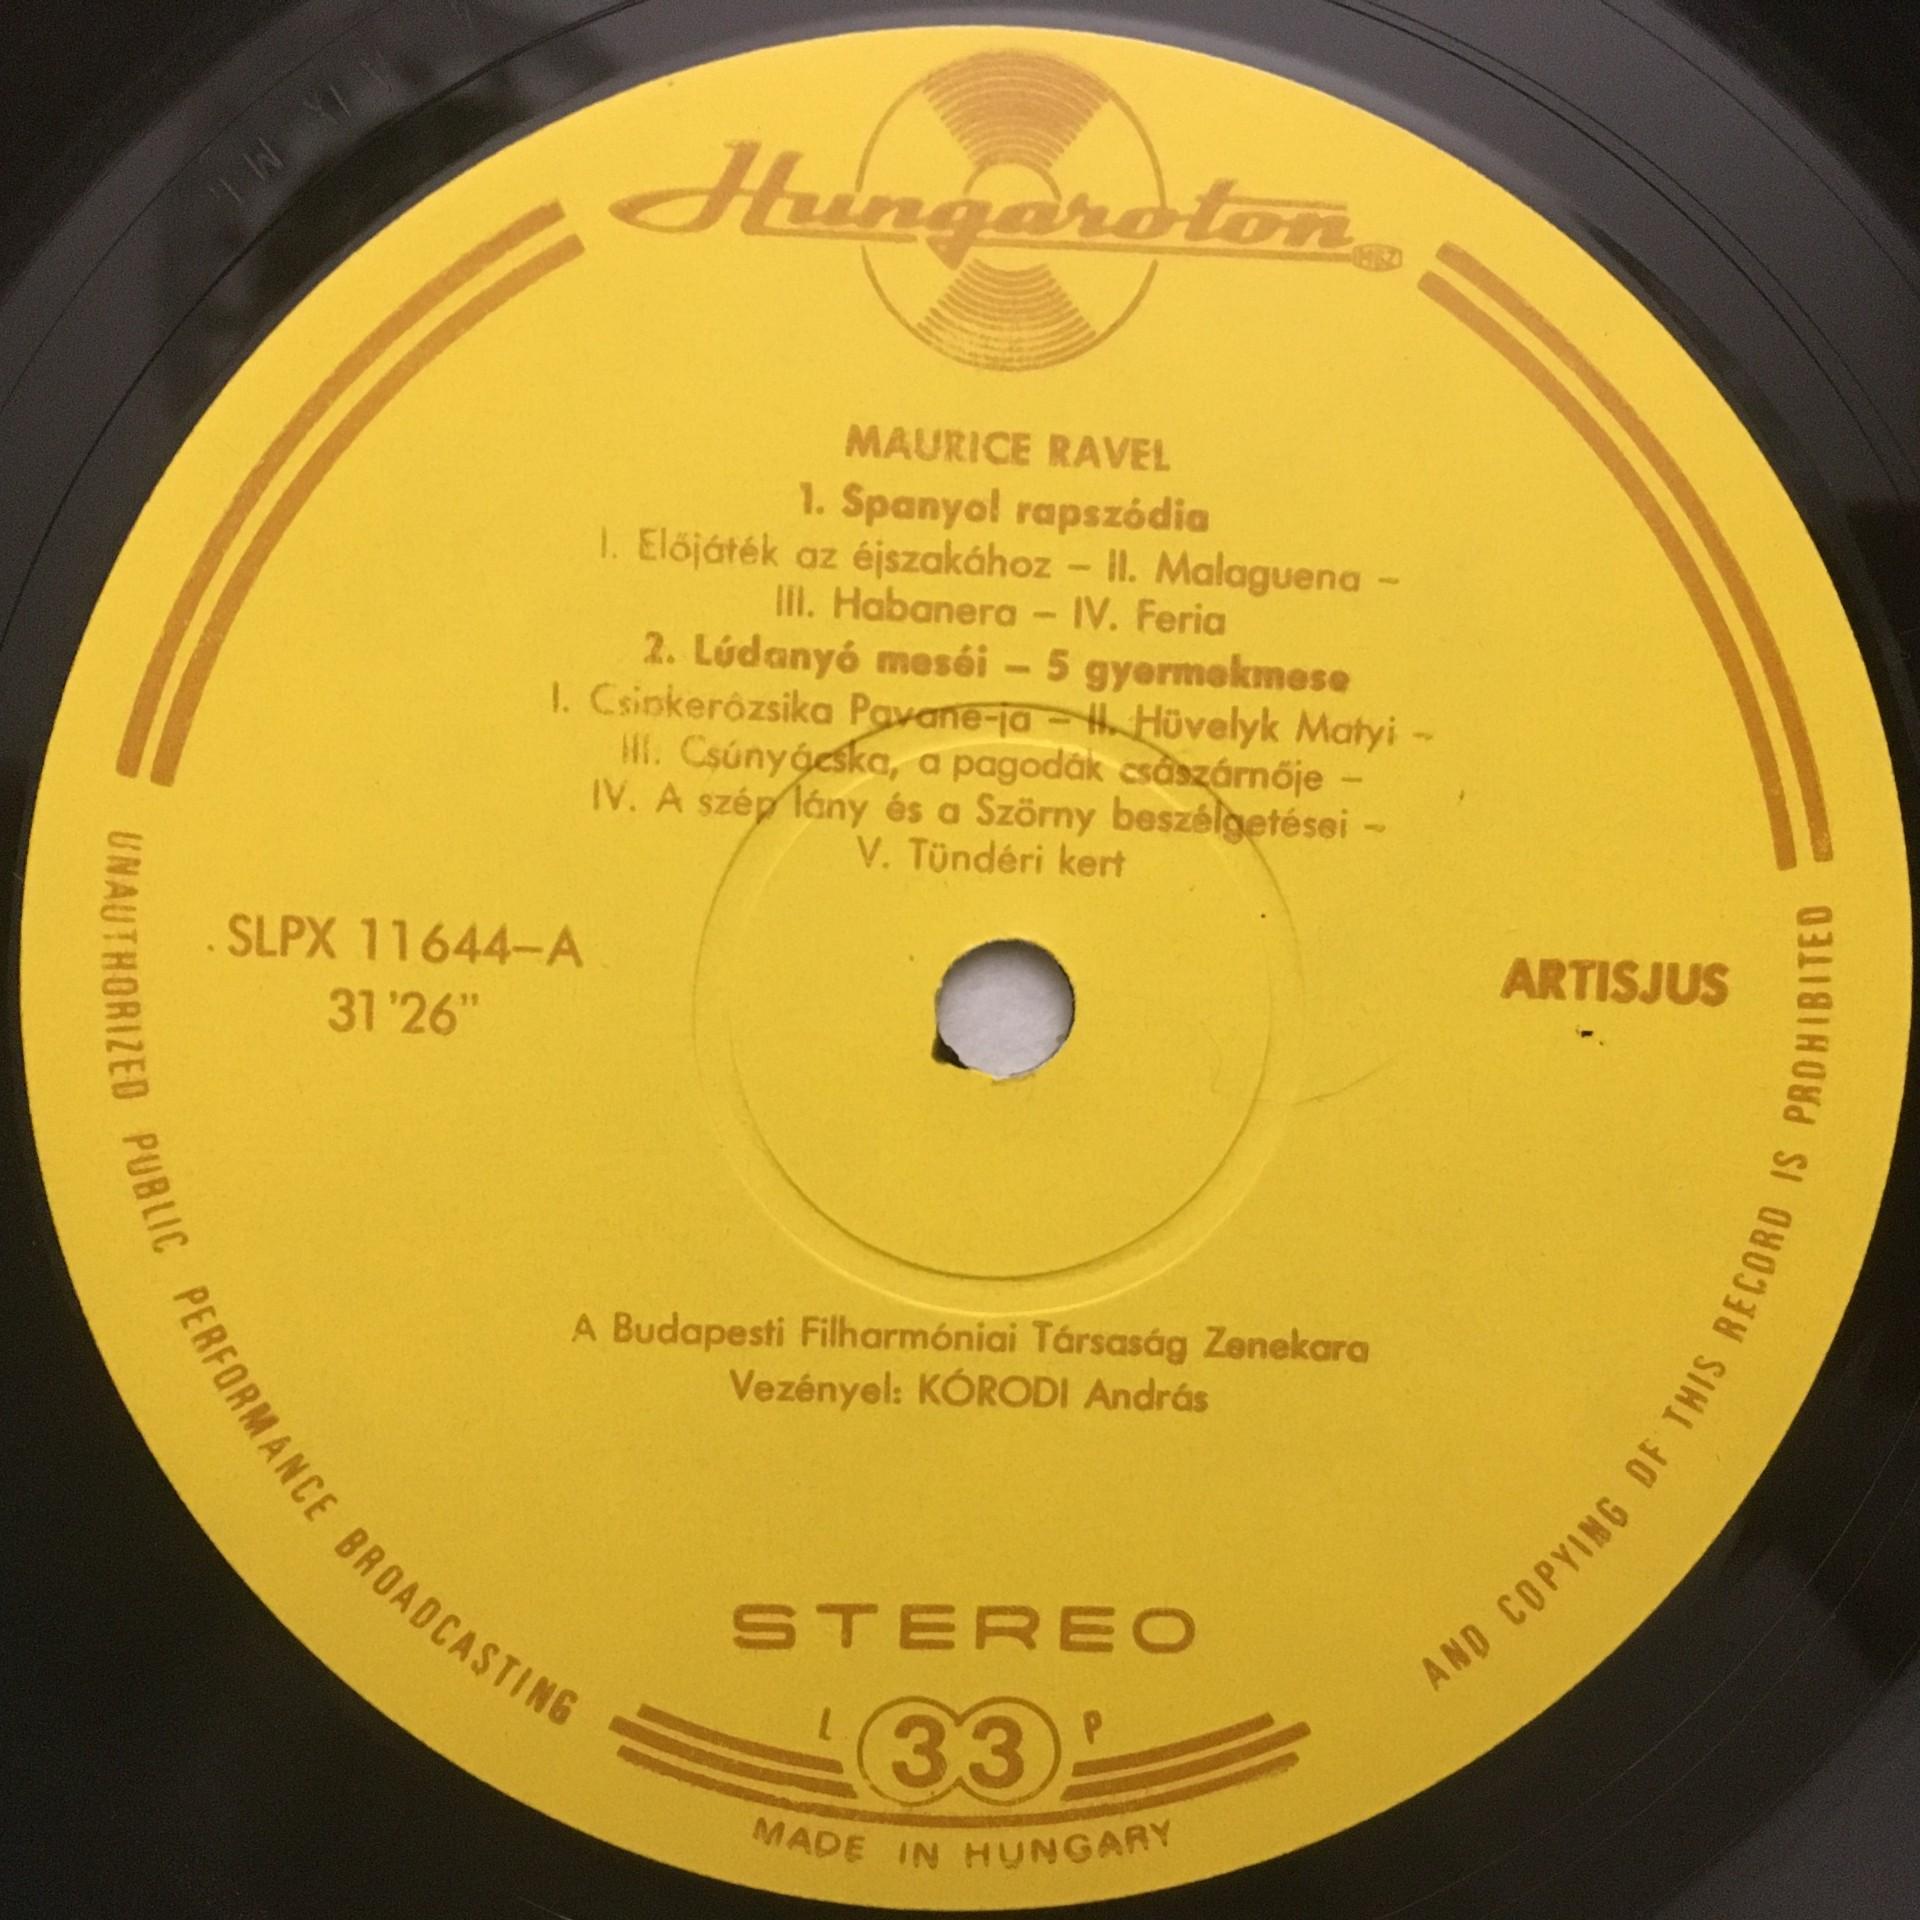 Hungaroton
MHZ
MAURICE RAVEL
1. Spanyol rapszódia
I. Előjáték az éjszakához – II. Malaguena –
III. Habanera – IV. Feria
2. Lúdanyó meséi – 5 gyermekmese
I. Csipkerózsika Pavane-ja – II. Hüvelyk Matyi –
III. Csúnyácska, a pagodák császárnője –
IV. A szép lány és a Szörny beszélgetései –
V. Tündéri kert
SLPX 11644–A
31'26"
ARTISJUS
A Budapesti Filharmóniai Társaság Zenekara
Vezényel: KÓRODI András
STEREO
L 33 P
MADE IN HUNGARY
UNAUTHORIZED PUBLIC PERFORMANCE BROADCASTING
AND COPYING OF THIS RECORD IS PROHIBITED